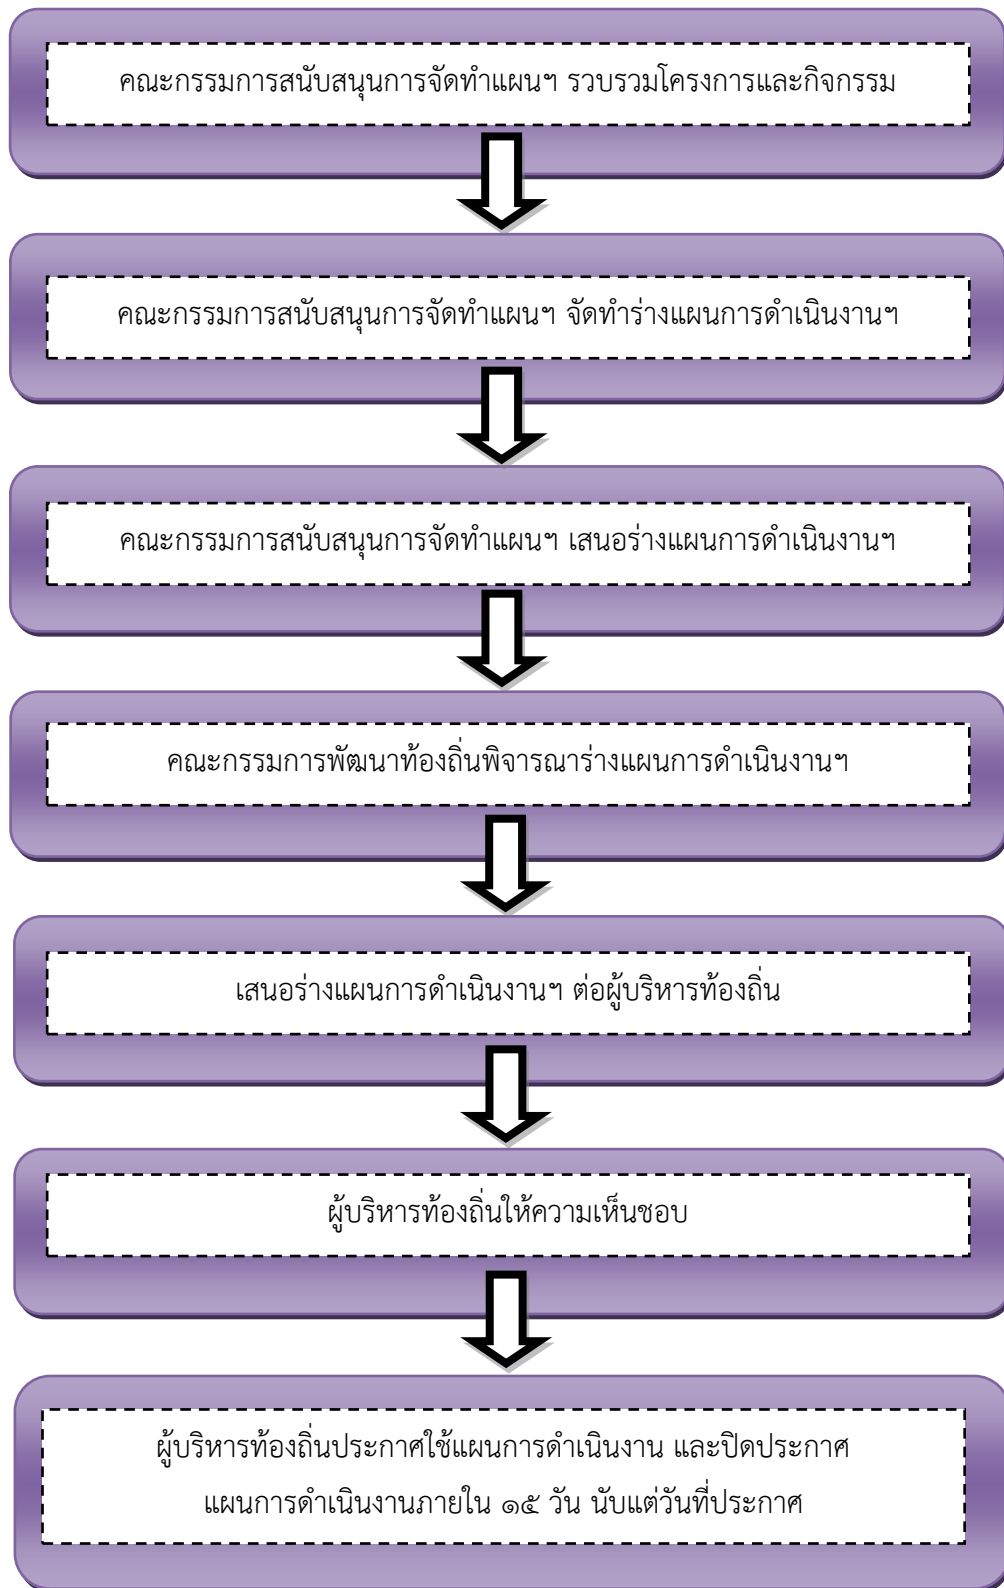 คณะกรรมการสนับสนุนการจัดทำแผนฯ รวบรวมโครงการและกิจกรรม
คณะกรรมการสนับสนุนการจัดทำแผนฯ จัดทำร่างแผนการดำเนินงานฯ
คณะกรรมการสนับสนุนการจัดทำแผนฯ เสนอร่างแผนการดำเนินงานฯ
คณะกรรมการพัฒนาท้องถิ่นพิจารณาร่างแผนการดำเนินงานฯ
เสนอร่างแผนการดำเนินงานฯ ต่อผู้บริหารท้องถิ่น
ผู้บริหารท้องถิ่นให้ความเห็นชอบ
ผู้บริหารท้องถิ่นประกาศใช้แผนการดำเนินงาน และปิดประกาศ
แผนการดำเนินงานภายใน ๑๕ วัน นับแต่วันที่ประกาศ